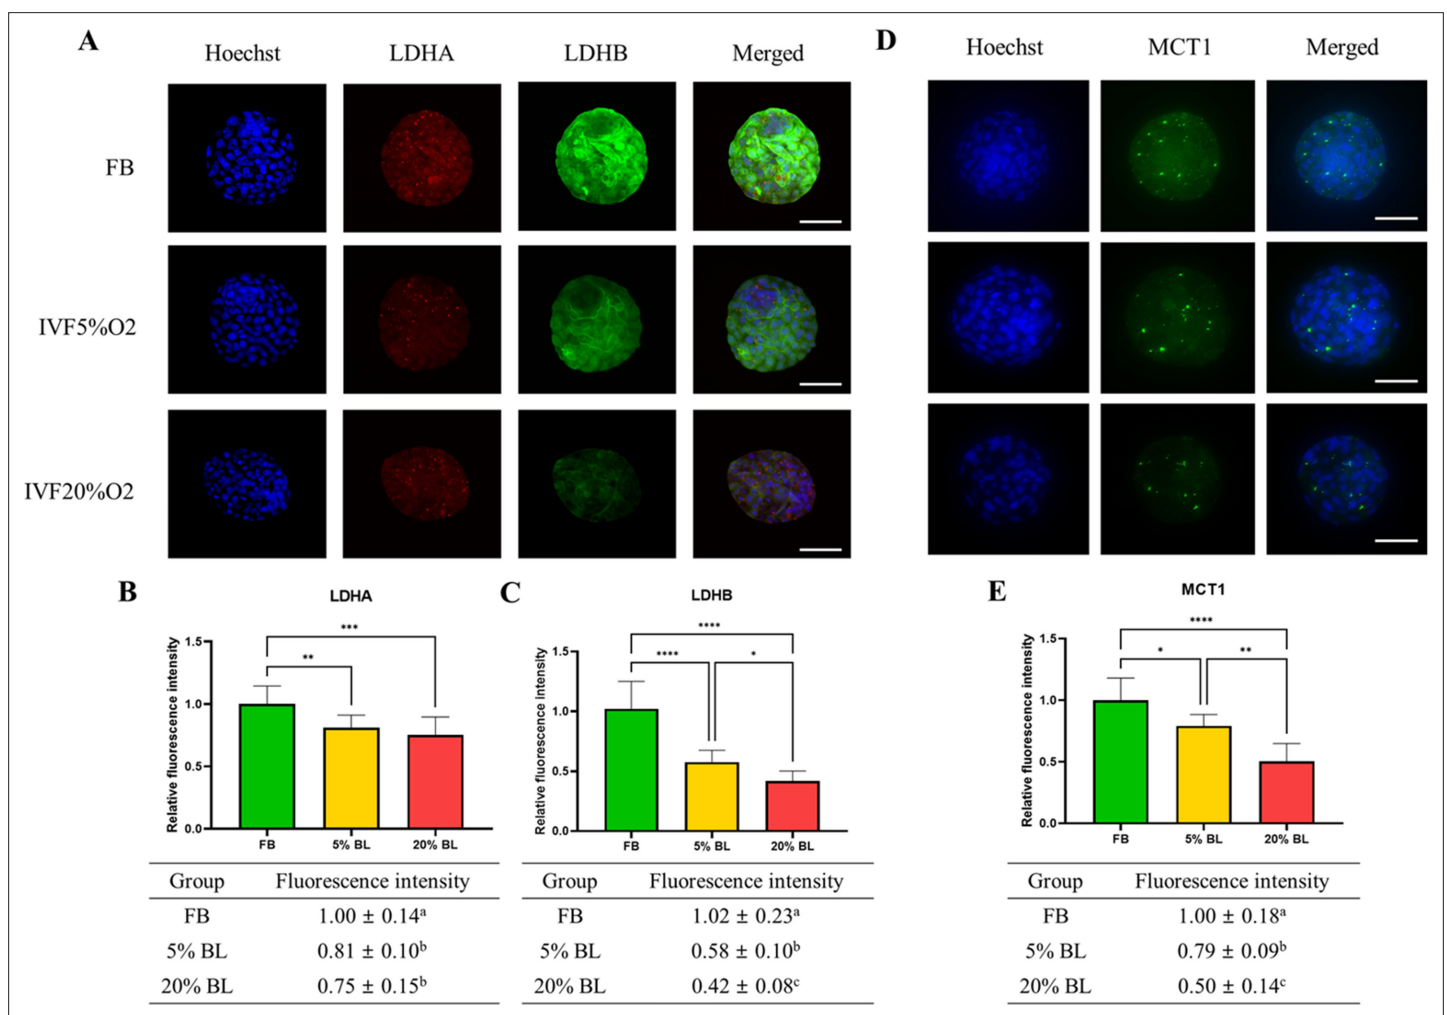 A
Hoechst LDHA LDHB Merged
FB
IVF5%O2
IVF20%O2
D
Hoechst MCT1 Merged
B
LDHA
Relative fluorescence intensity
1.5
1.0
0.5
0.0
***
**
FB 5% BL 20% BL
Group Fluorescence intensity
FB 1.00 ± 0.14ᵃ
5% BL 0.81 ± 0.10ᵇ
20% BL 0.75 ± 0.15ᵇ
C
LDHB
Relative fluorescence intensity
1.5
1.0
0.5
0.0
****
**** *
FB 5% BL 20% BL
Group Fluorescence intensity
FB 1.02 ± 0.23ᵃ
5% BL 0.58 ± 0.10ᵇ
20% BL 0.42 ± 0.08ᶜ
E
MCT1
Relative fluorescence intensity
1.5
1.0
0.5
0.0
****
* **
FB 5% BL 20% BL
Group Fluorescence intensity
FB 1.00 ± 0.18ᵃ
5% BL 0.79 ± 0.09ᵇ
20% BL 0.50 ± 0.14ᶜ